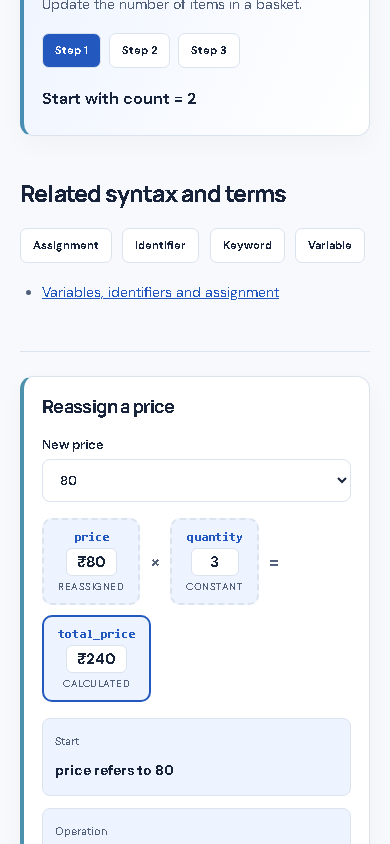 Update the number of items in a basket.
Step 1 Step 2 Step 3
Start with count = 2
Related syntax and terms
Assignment Identifier Keyword Variable
• Variables, identifiers and assignment
Reassign a price
New price
80
price quantity
₹80 × 3 =
REASSIGNED CONSTANT
total_price
₹240
CALCULATED
Start
price refers to 80
Operation